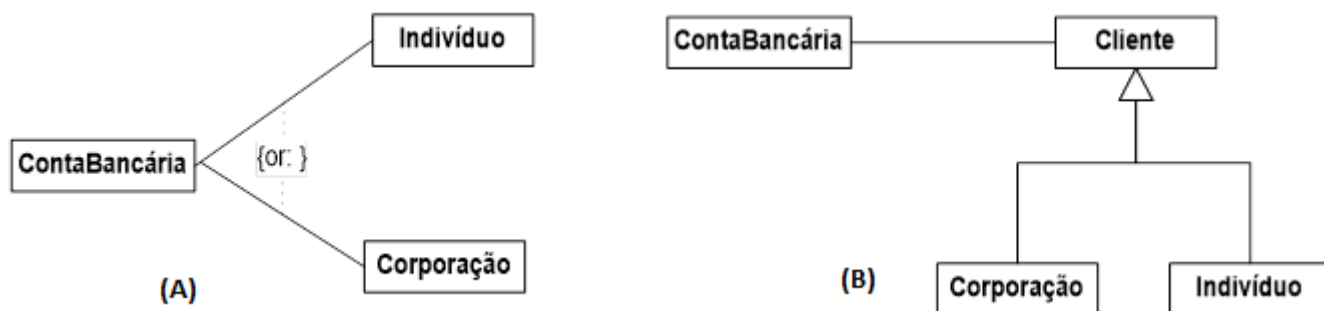 Indivíduo
ContaBancária
{or: }
Corporação
(A)
ContaBancária
Cliente
Corporação
Indivíduo
(B)